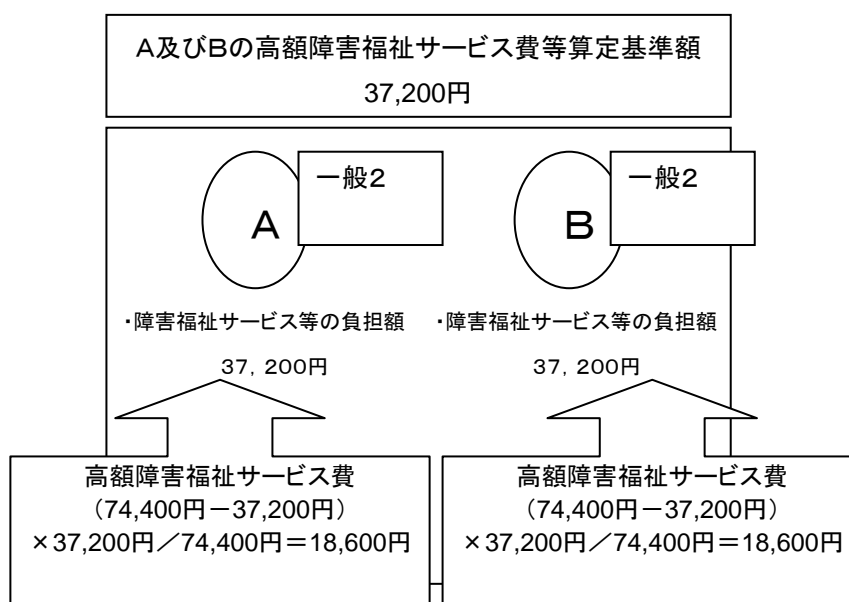 A及びBの高額障害福祉サービス費等算定基準額
37,200円
一般2
A
一般2
B
・障害福祉サービス等の負担額
37，200円
・障害福祉サービス等の負担額
37，200円
高額障害福祉サービス費
（74,400円－37,200円）
×37,200円／74,400円＝18,600円
高額障害福祉サービス費
（74,400円－37,200円）
×37,200円／74,400円＝18,600円